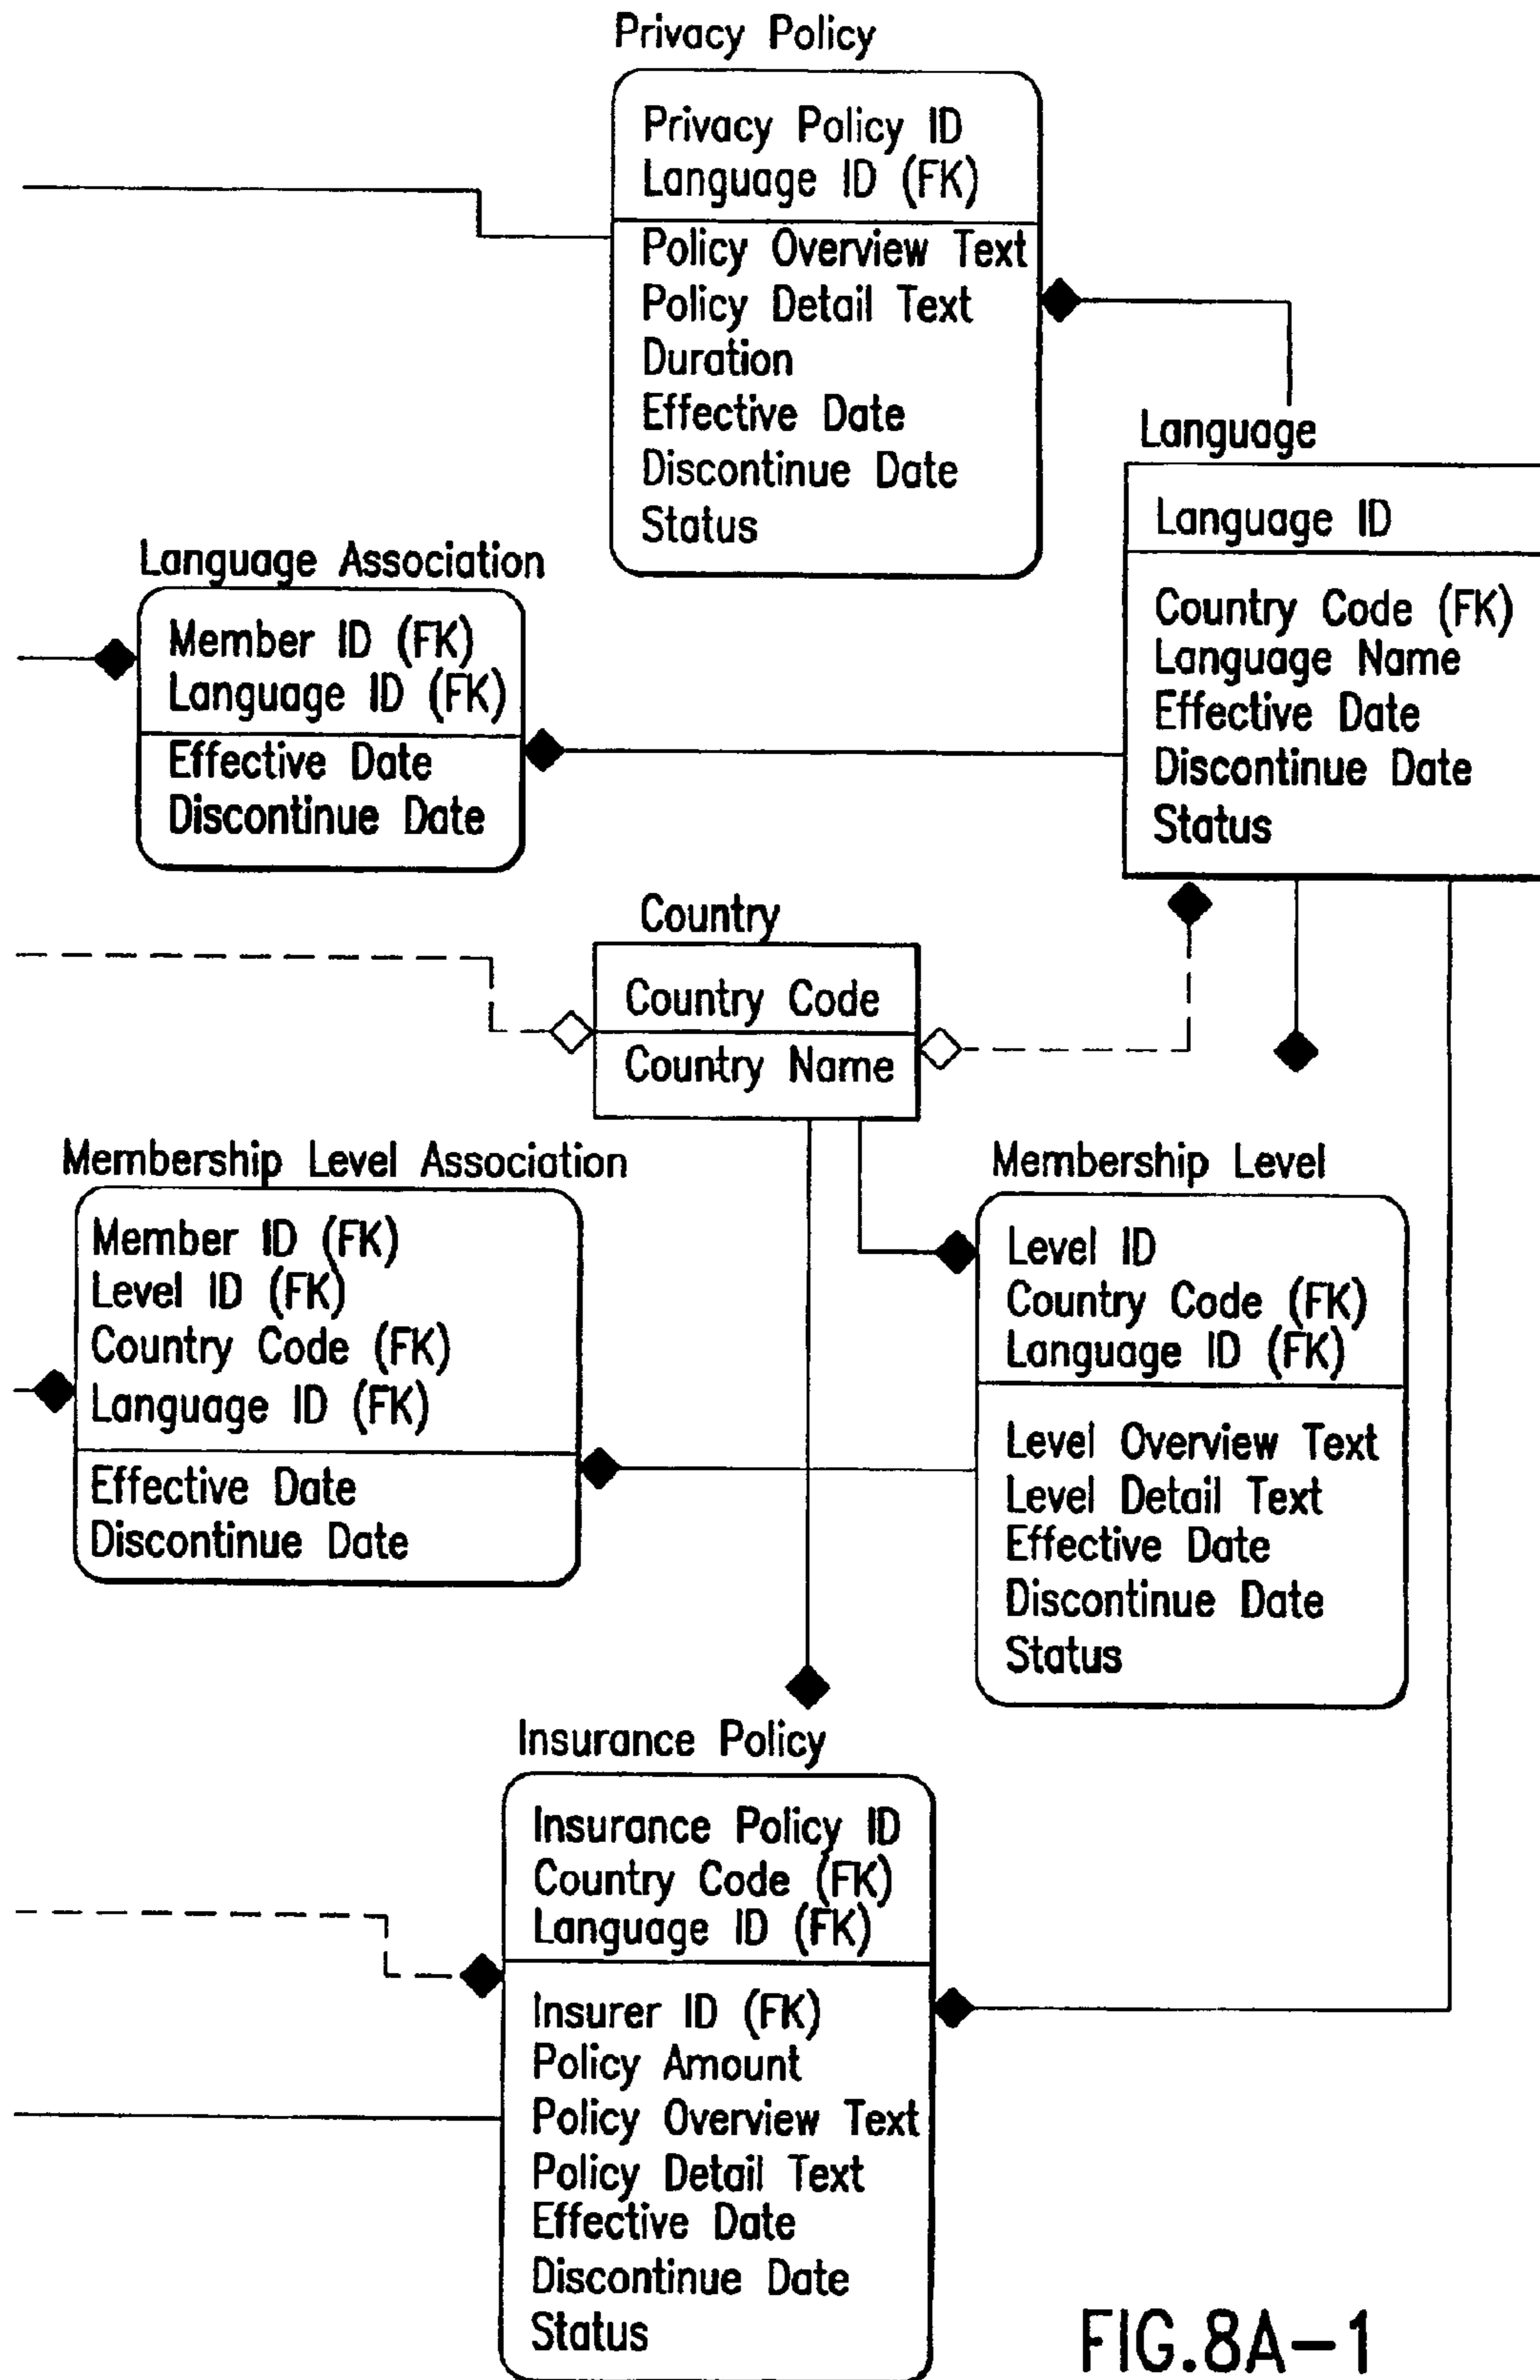 Privacy Policy
Privacy Policy ID
Language ID (FK)
Policy Overview Text
Policy Detail Text
Duration
Effective Date
Discontinue Date
Status
Language
Language ID
Country Code (FK)
Language Name
Effective Date
Discontinue Date
Status
Language Association
Member ID (FK)
Language ID (FK)
Effective Date
Discontinue Date
Country
Country Code
Country Name
Membership Level Association
Member ID (FK)
Level ID (FK)
Country Code (FK)
Language ID (FK)
Effective Date
Discontinue Date
Membership Level
Level ID
Country Code (FK)
Language ID (FK)
Level Overview Text
Level Detail Text
Effective Date
Discontinue Date
Status
Insurance Policy
Insurance Policy ID
Country Code (FK)
Language ID (FK)
Insurer ID (FK)
Policy Amount
Policy Overview Text
Policy Detail Text
Effective Date
Discontinue Date
Status
FIG.8A-1